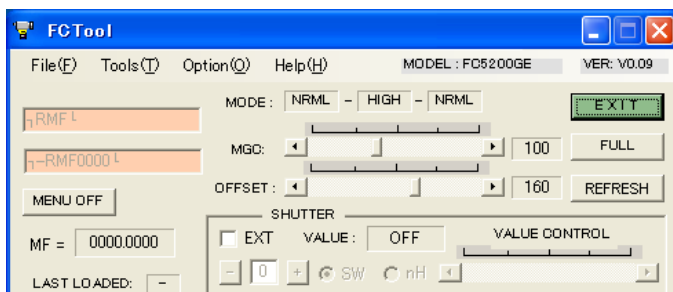 FCTool
File(F) Tools(T) Option(O) Help(H) MODEL : FC5200GE VER: V0.09
MODE : NRML - HIGH - NRML EXIT
┐RMF└
MGC: 100 FULL
┐-RMF0000└
OFFSET : 160 REFRESH
MENU OFF
SHUTTER
MF = 0000.0000 EXT VALUE : OFF VALUE CONTROL
- 0 + SW nH
LAST LOADED: -